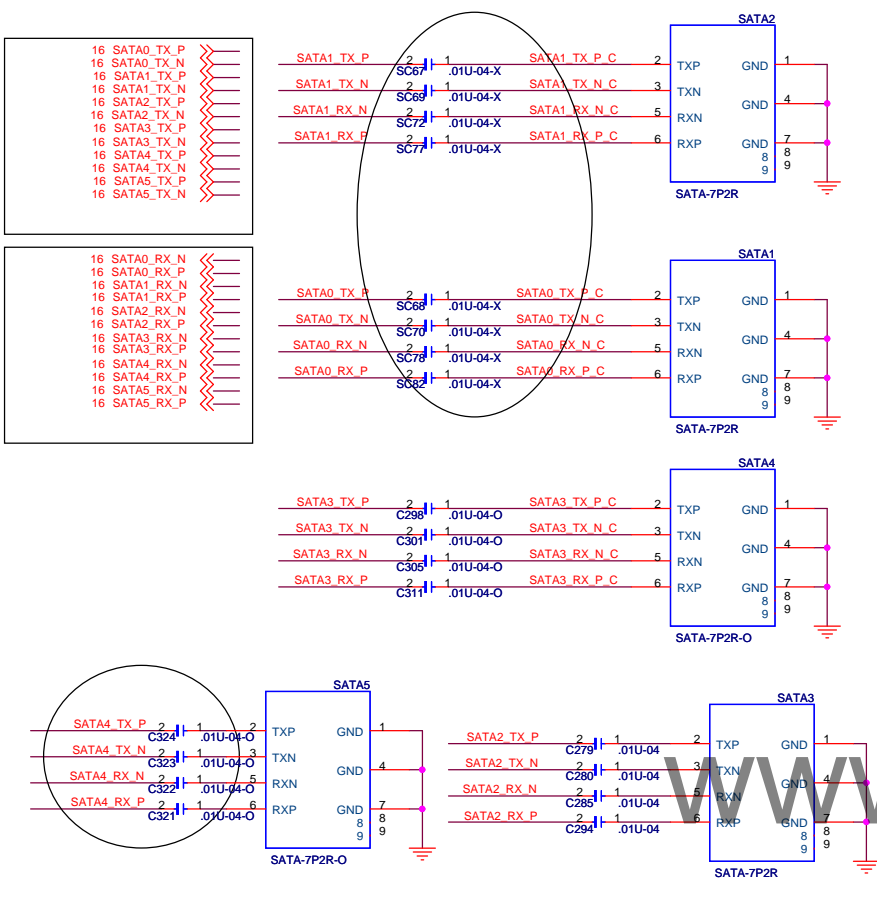 SATA2
16 SATA0_TX_P
16 SATA0_TX_N
16 SATA1_TX_P
16 SATA1_TX_N
16 SATA2_TX_P
16 SATA2_TX_N
16 SATA3_TX_P
16 SATA3_TX_N
16 SATA4_TX_P
16 SATA4_TX_N
16 SATA5_TX_P
16 SATA5_TX_N
SATA1_TX_P 2 1 SATA1_TX_P_C 2 TXP GND 1
SC67 .01U-04-X
SATA1_TX_N 2 1 SATA1_TX_N_C 3 TXN
SC69 .01U-04-X GND 4
SATA1_RX_N 2 1 SATA1_RX_N_C 5 RXN
SC72 .01U-04-X
SATA1_RX_P 2 1 SATA1_RX_P_C 6 RXP GND 7
SC77 .01U-04-X
8 8
9 9
SATA-7P2R
16 SATA0_RX_N
16 SATA0_RX_P
16 SATA1_RX_N
16 SATA1_RX_P
16 SATA2_RX_N
16 SATA2_RX_P
16 SATA3_RX_N
16 SATA3_RX_P
16 SATA4_RX_N
16 SATA4_RX_P
16 SATA5_RX_N
16 SATA5_RX_P
SATA1
SATA0_TX_P 2 1 SATA0_TX_P_C 2 TXP GND 1
SC68 .01U-04-X
SATA0_TX_N 2 1 SATA0_TX_N_C 3 TXN
SC70 .01U-04-X GND 4
SATA0_RX_N 2 1 SATA0_RX_N_C 5 RXN
SC78 .01U-04-X
SATA0_RX_P 2 1 SATA0_RX_P_C 6 RXP GND 7
SC82 .01U-04-X
8 8
9 9
SATA-7P2R
SATA4
SATA3_TX_P 2 1 SATA3_TX_P_C 2 TXP GND 1
C298 .01U-04-O
SATA3_TX_N 2 1 SATA3_TX_N_C 3 TXN
C301 .01U-04-O GND 4
SATA3_RX_N 2 1 SATA3_RX_N_C 5 RXN
C305 .01U-04-O
SATA3_RX_P 2 1 SATA3_RX_P_C 6 RXP GND 7
C311 .01U-04-O
8 8
9 9
SATA-7P2R-O
SATA5
SATA4_TX_P 2 1 2 TXP GND 1
C324 .01U-04-O
SATA4_TX_N 2 1 3 TXN
C323 .01U-04-O GND 4
SATA4_RX_N 2 1 5 RXN
C322 .01U-04-O
SATA4_RX_P 2 1 6 RXP GND 7
C321 .01U-04-O
8 8
9 9
SATA-7P2R-O
SATA3
SATA2_TX_P 2 1 2 TXP GND 1
C279 .01U-04
SATA2_TX_N 2 1 3 TXN
C280 .01U-04 GND 4
SATA2_RX_N 2 1 5 RXN
C285 .01U-04
SATA2_RX_P 2 1 6 RXP GND 7
C294 .01U-04
8 8
9 9
SATA-7P2R